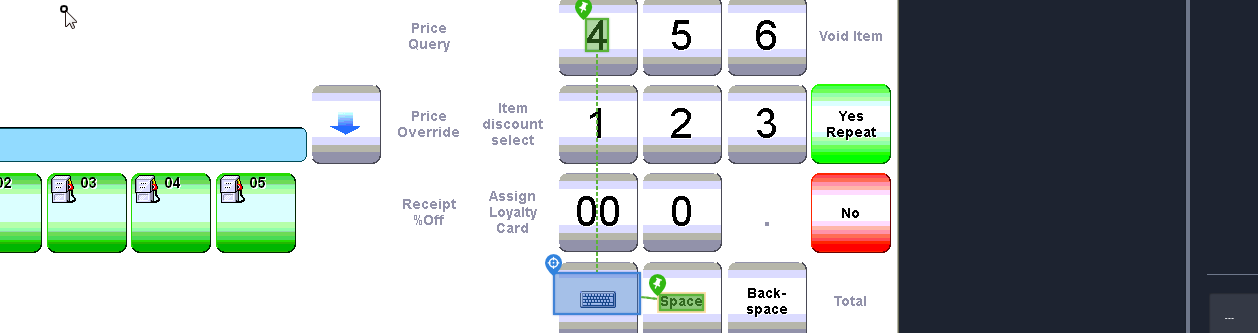 Price
Query
4
5
6
Void Item
Price
Override
Item
discount
select
1
2
3
Yes
Repeat
02
03
04
05
Receipt
%Off
Assign
Loyalty
Card
00
0
.
No
Space
Back-
space
Total
...